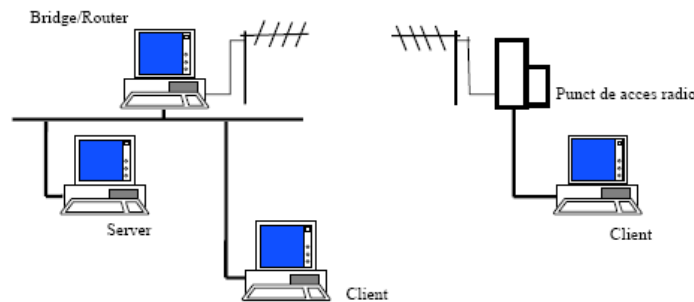 Bridge/Router
Punct de acces radio
Server
Client
Client